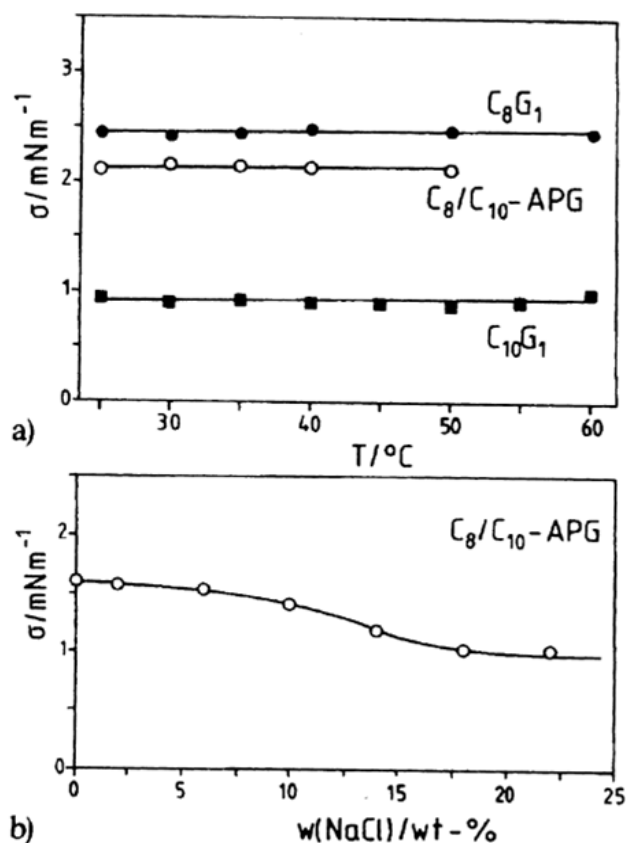 3
2
1
0
σ/mNm⁻¹
C₈G₁
C₈/C₁₀-APG
C₁₀G₁
30 40 50 60
a)
T/°C
2
1
0
σ/mNm⁻¹
C₈/C₁₀-APG
0 5 10 15 20 25
b)
w(NaCl)/wt-%